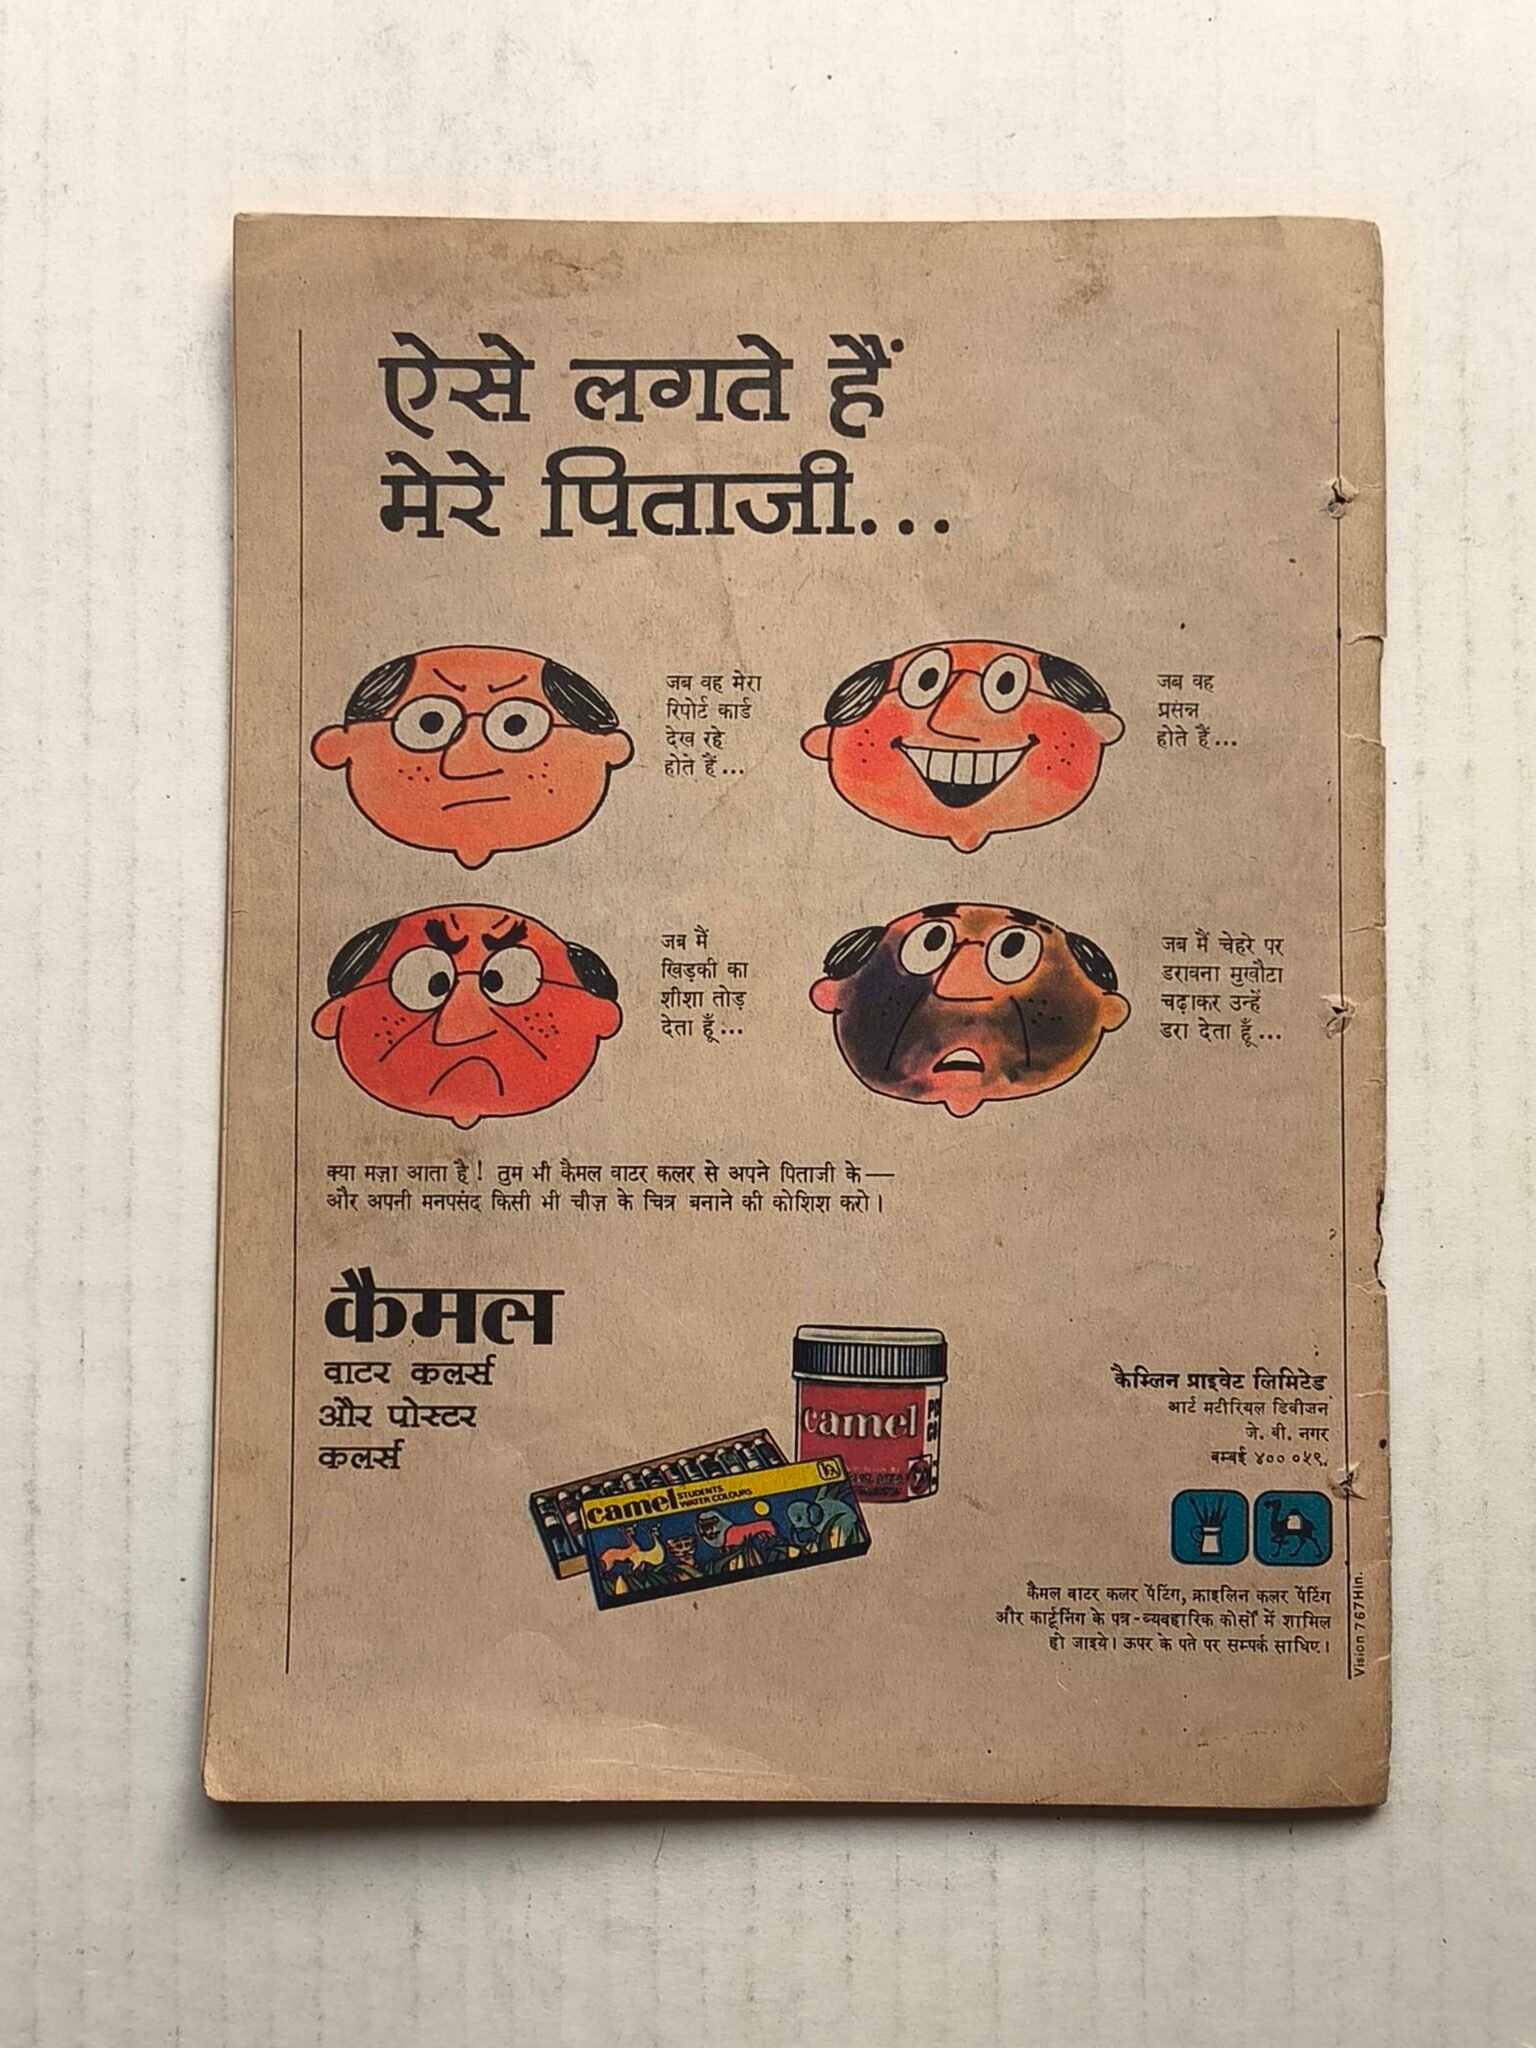 ऐसे लगते हैं
मेरे पिताजी...
जब वह मेरा
रिपोर्ट कार्ड
देख रहे
होते हैं...
जब वह
प्रसन्न
होते हैं...
जब मैं
खिड़की का
शीशा तोड़
देता हूँ...
जब मैं चेहरे पर
डरावना मुखौटा
चढ़ाकर उन्हें
डरा देता हूँ...
क्या मज़ा आता है! तुम भी कैमल वाटर कलर से अपने पिताजी के—
और अपनी मनपसंद किसी भी चीज़ के चित्र बनाने की कोशिश करो।
कैमल
वाटर कलर्स
और पोस्टर
कलर्स
camel
camel STUDENTS
WATER COLOURS
कैम्लिन प्राइवेट लिमिटेड
आर्ट मटीरियल डिवीजन
जे. बी. नगर
बम्बई ४०० ०५९.
कैमल वाटर कलर पेंटिंग, क्राइलिन कलर पेंटिंग
और कार्टूनिंग के पत्र-व्यवहारिक कोर्सों में शामिल
हो जाइये। ऊपर के पते पर सम्पर्क साधिए।
Vision 767Hin.